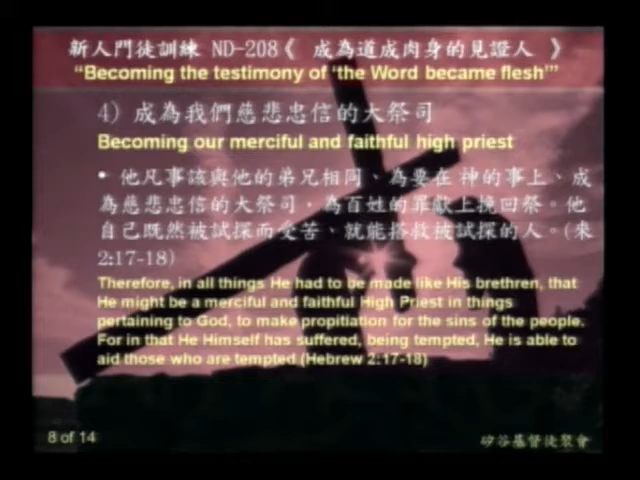 新人門徒訓練 ND-208《 成為道成肉身的見證人 》
“Becoming the testimony of ‘the Word became flesh’”
4) 成為我們慈悲忠信的大祭司
Becoming our merciful and faithful high priest
• 他凡事該與他的弟兄相同、為要在 神的事上、成
為慈悲忠信的大祭司，為百姓的罪獻上挽回祭。他
自己既然被試探而受苦、就能搭救被試探的人。(來
2:17-18)
Therefore, in all things He had to be made like His brethren, that
He might be a merciful and faithful High Priest in things
pertaining to God, to make propitiation for the sins of the people.
For in that He Himself has suffered, being tempted, He is able to
aid those who are tempted (Hebrew 2:17-18)
8 of 14
矽谷基督徒聚會